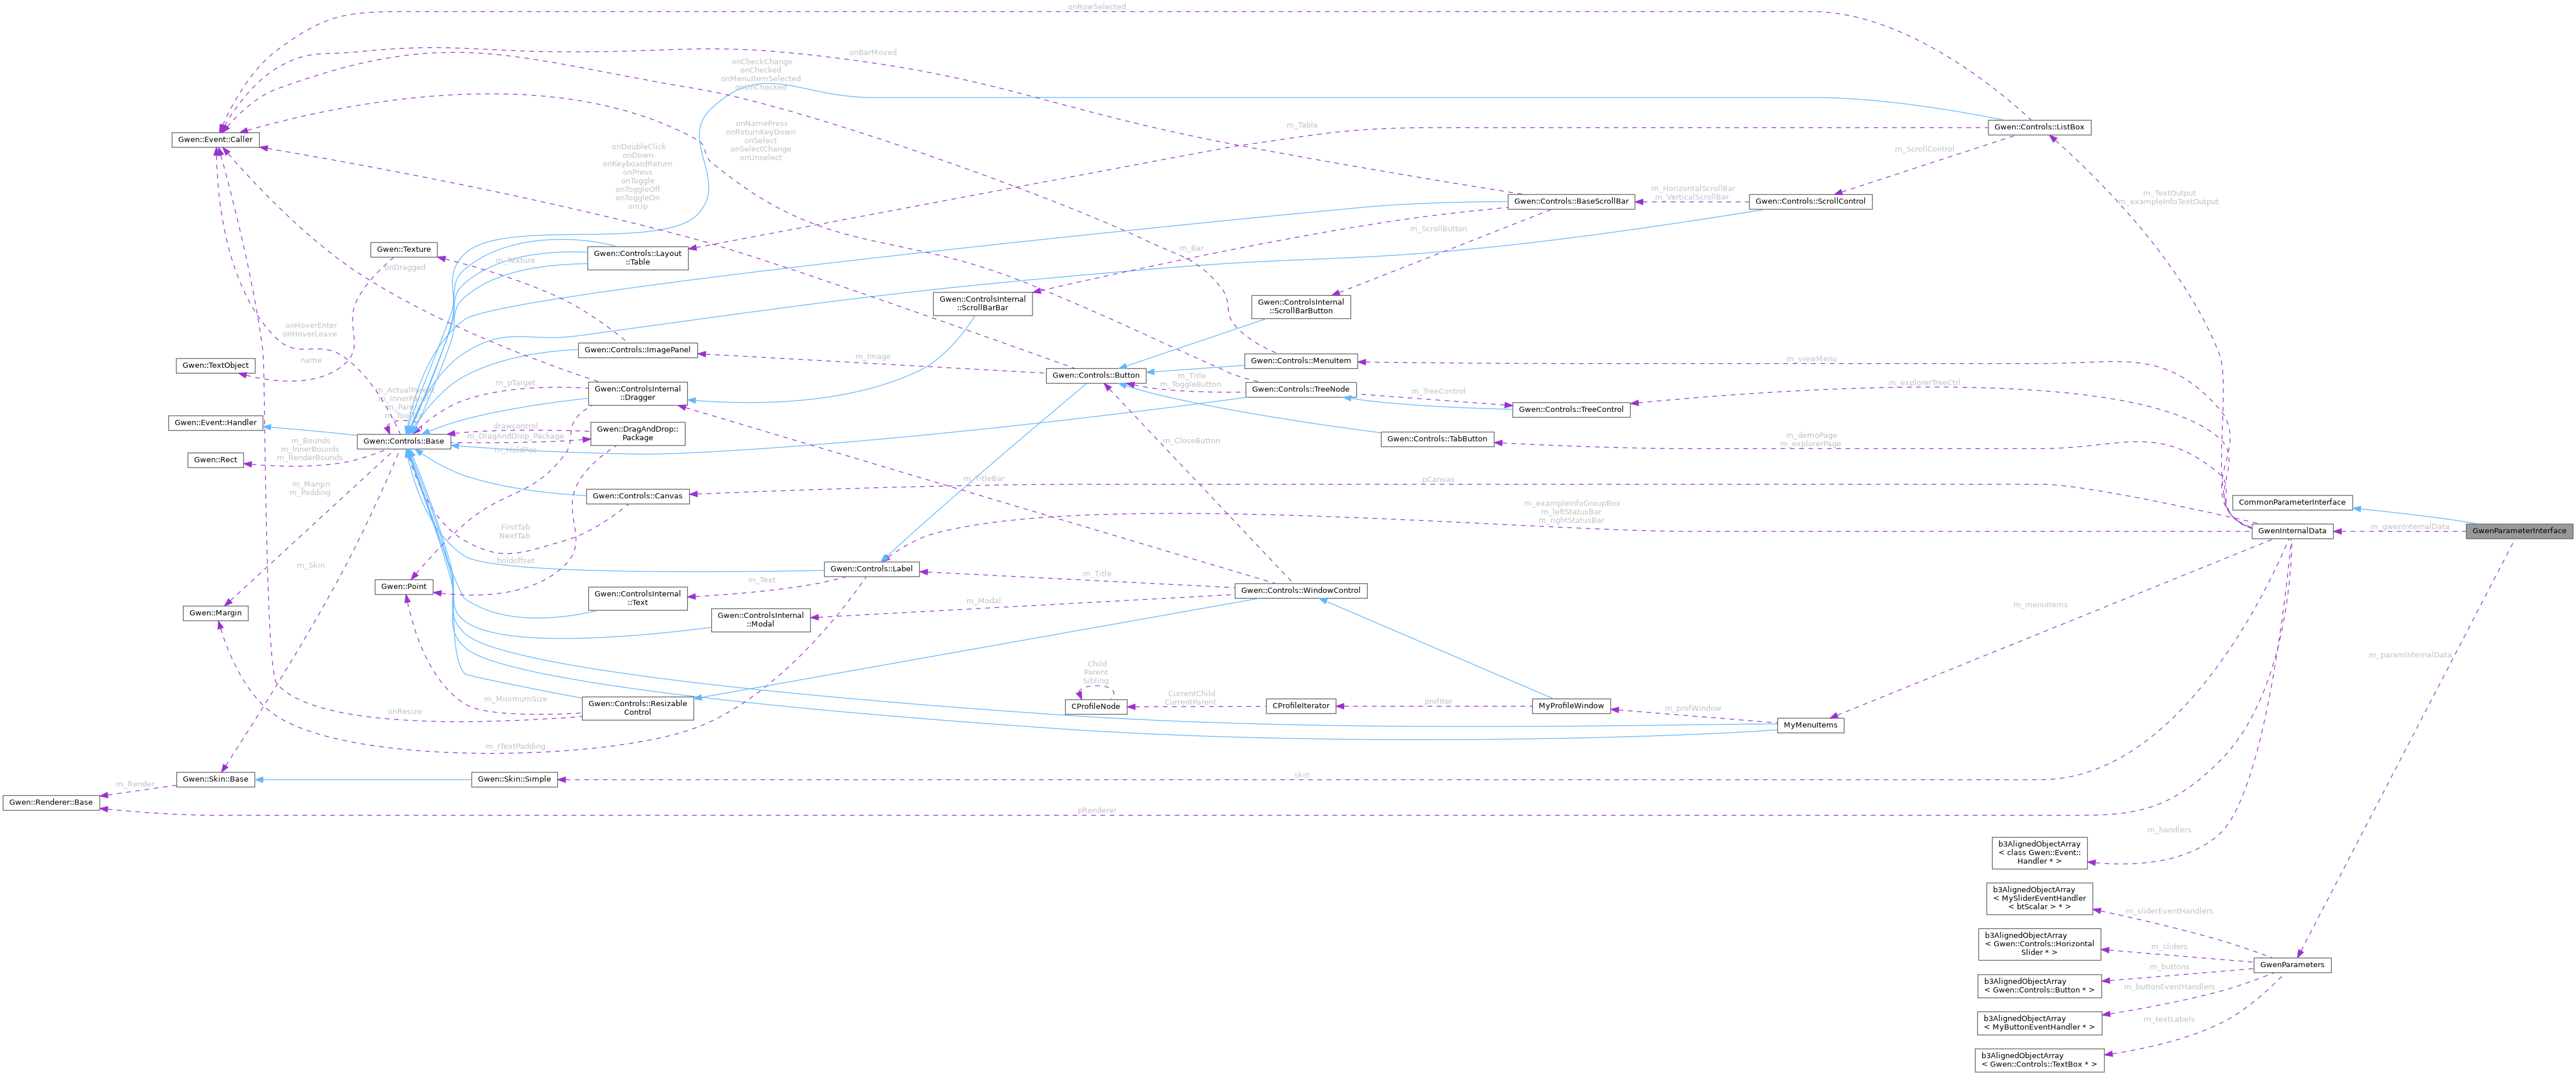 onRowSelected
onBarMoved
onCheckChange
onChecked
onMenuItemSelected
onUnChecked
Gwen::Event::Caller
onNamePress
onReturnKeyDown
onSelect
onSelectChange
onUnselect
m_Table
Gwen::Controls::ListBox
onDoubleClick
onDown
onKeyboardReturn
onPress
onToggle
onToggleOff
onToggleOn
onUp
m_ScrollControl
m_HorizontalScrollBar
m_VerticalScrollBar
Gwen::Controls::BaseScrollBar
Gwen::Controls::ScrollControl
m_TextOutput
m_exampleInfoTextOutput
m_ScrollButton
Gwen::Texture
Gwen::Controls::Layout
::Table
m_Bar
m_Texture
onDragged
Gwen::ControlsInternal
::ScrollBarBar
Gwen::ControlsInternal
::ScrollBarButton
onHoverEnter
onHoverLeave
name
Gwen::TextObject
Gwen::Controls::ImagePanel
m_Image
Gwen::Controls::MenuItem
m_viewMenu
Gwen::Controls::Button
m_Title
m_ToggleButton
Gwen::Controls::TreeNode
m_TreeControl
Gwen::Controls::TreeControl
m_explorerTreeCtrl
m_ActualPanel
m_InnerPanel
m_Parent
m_ToolTip
m_pTarget
Gwen::ControlsInternal
::Dragger
Gwen::Event::Handler
Gwen::Controls::Base
drawcontrol
m_DragAndDrop_Package
Gwen::DragAndDrop::
Package
m_HoldPos
m_CloseButton
Gwen::Controls::TabButton
m_demoPage
m_explorerPage
m_Bounds
m_InnerBounds
m_RenderBounds
Gwen::Rect
m_TitleBar
pCanvas
m_Margin
m_Padding
Gwen::Controls::Canvas
FirstTab
NextTab
m_exampleInfoGroupBox
m_leftStatusBar
m_rightStatusBar
CommonParameterInterface
GwenInternalData
m_gwenInternalData
GwenParameterInterface
holdoffset
m_Skin
Gwen::Controls::Label
m_Text
m_Title
Gwen::Point
Gwen::ControlsInternal
::Text
Gwen::Controls::WindowControl
Gwen::Margin
Gwen::ControlsInternal
::Modal
m_Modal
m_menuItems
m_paramInternalData
Child
Parent
Sibling
CProfileNode
CurrentChild
CurrentParent
CProfileIterator
profIter
MyProfileWindow
m_profWindow
MyMenuItems
m_MinimumSize
onResize
Gwen::Controls::Resizable
Control
m_rTextPadding
Gwen::Skin::Base
Gwen::Skin::Simple
skin
m_Render
Gwen::Renderer::Base
pRenderer
m_handlers
b3AlignedObjectArray
< class Gwen::Event::
Handler * >
b3AlignedObjectArray
< MySliderEventHandler
< btScalar > * >
m_sliderEventHandlers
b3AlignedObjectArray
< Gwen::Controls::Horizontal
Slider * >
m_sliders
GwenParameters
m_buttons
b3AlignedObjectArray
< Gwen::Controls::Button * >
m_buttonEventHandlers
b3AlignedObjectArray
< MyButtonEventHandler * >
m_textLabels
b3AlignedObjectArray
< Gwen::Controls::TextBox * >